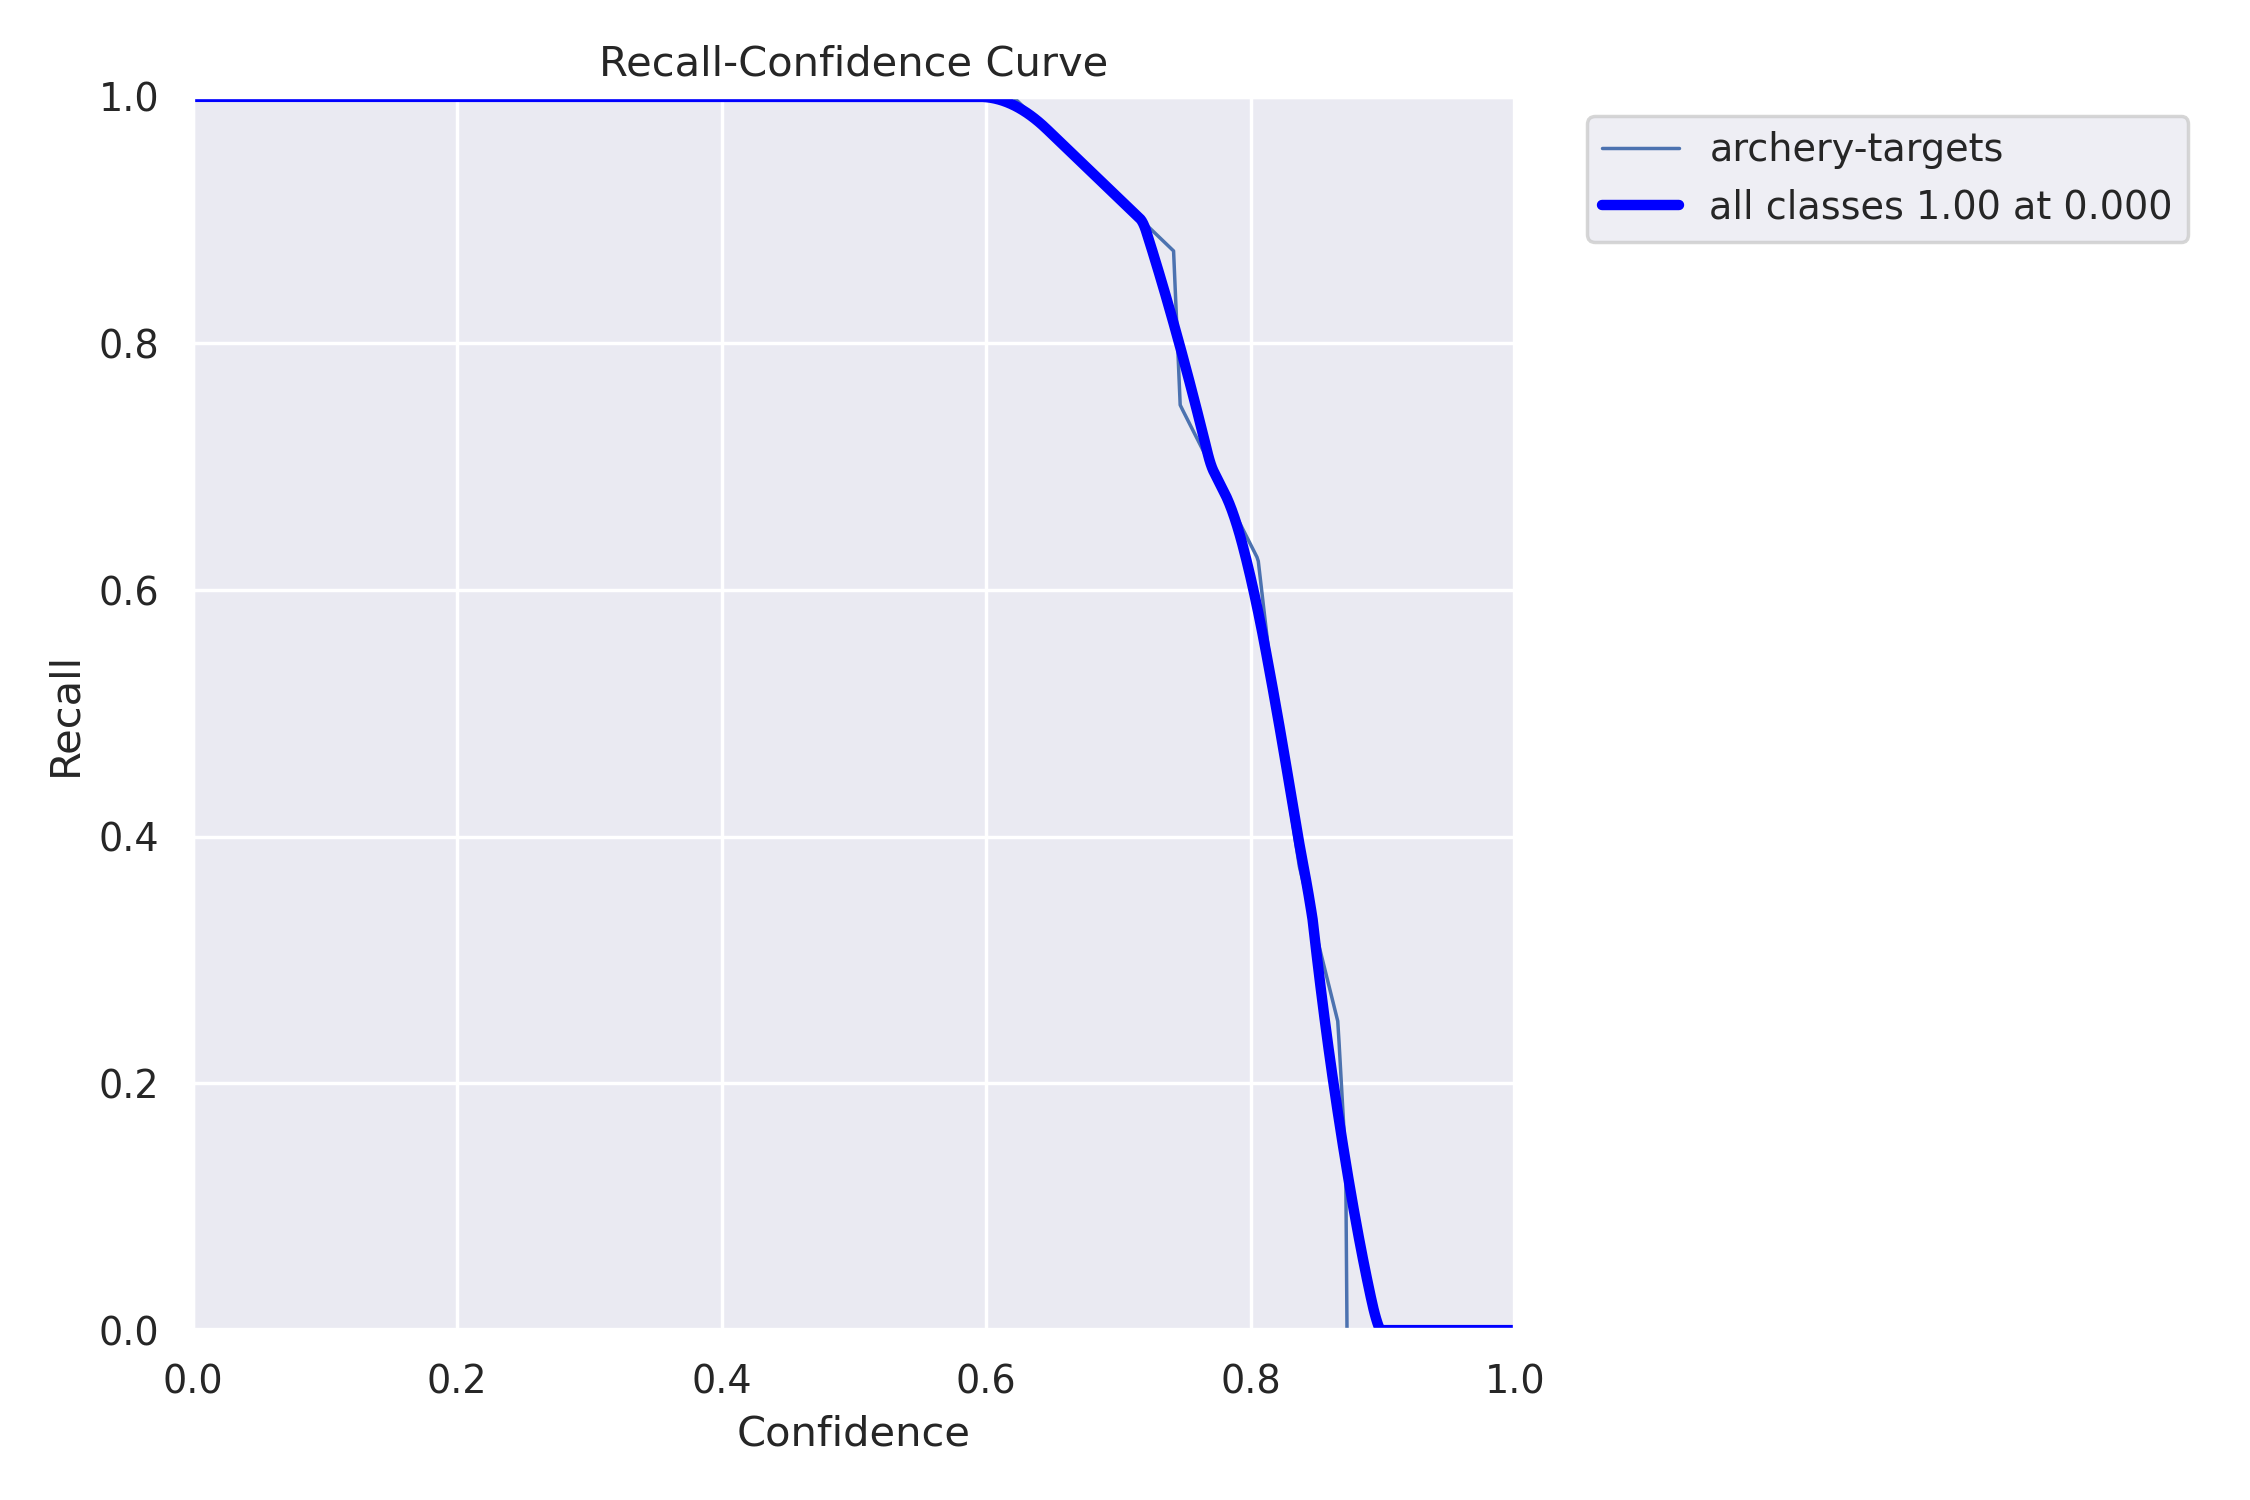 Recall-Confidence Curve
archery-targets
all classes 1.00 at 0.000
1.0
0.8
0.6
0.4
0.2
0.0
Recall
0.0 0.2 0.4 0.6 0.8 1.0
Confidence